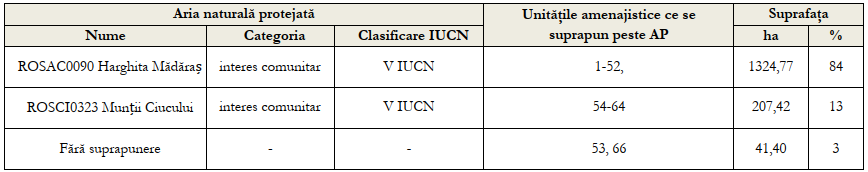 Aria naturală protejată Unitățile amenajistice ce se suprapun peste AP Suprafața
Nume Categoria Clasificare IUCN ha %
ROSAC0090 Harghita Mădăraș interes comunitar V IUCN 1-52, 1324,77 84
ROSCI0323 Munții Ciucului interes comunitar V IUCN 54-64 207,42 13
Fără suprapunere - - 53, 66 41,40 3